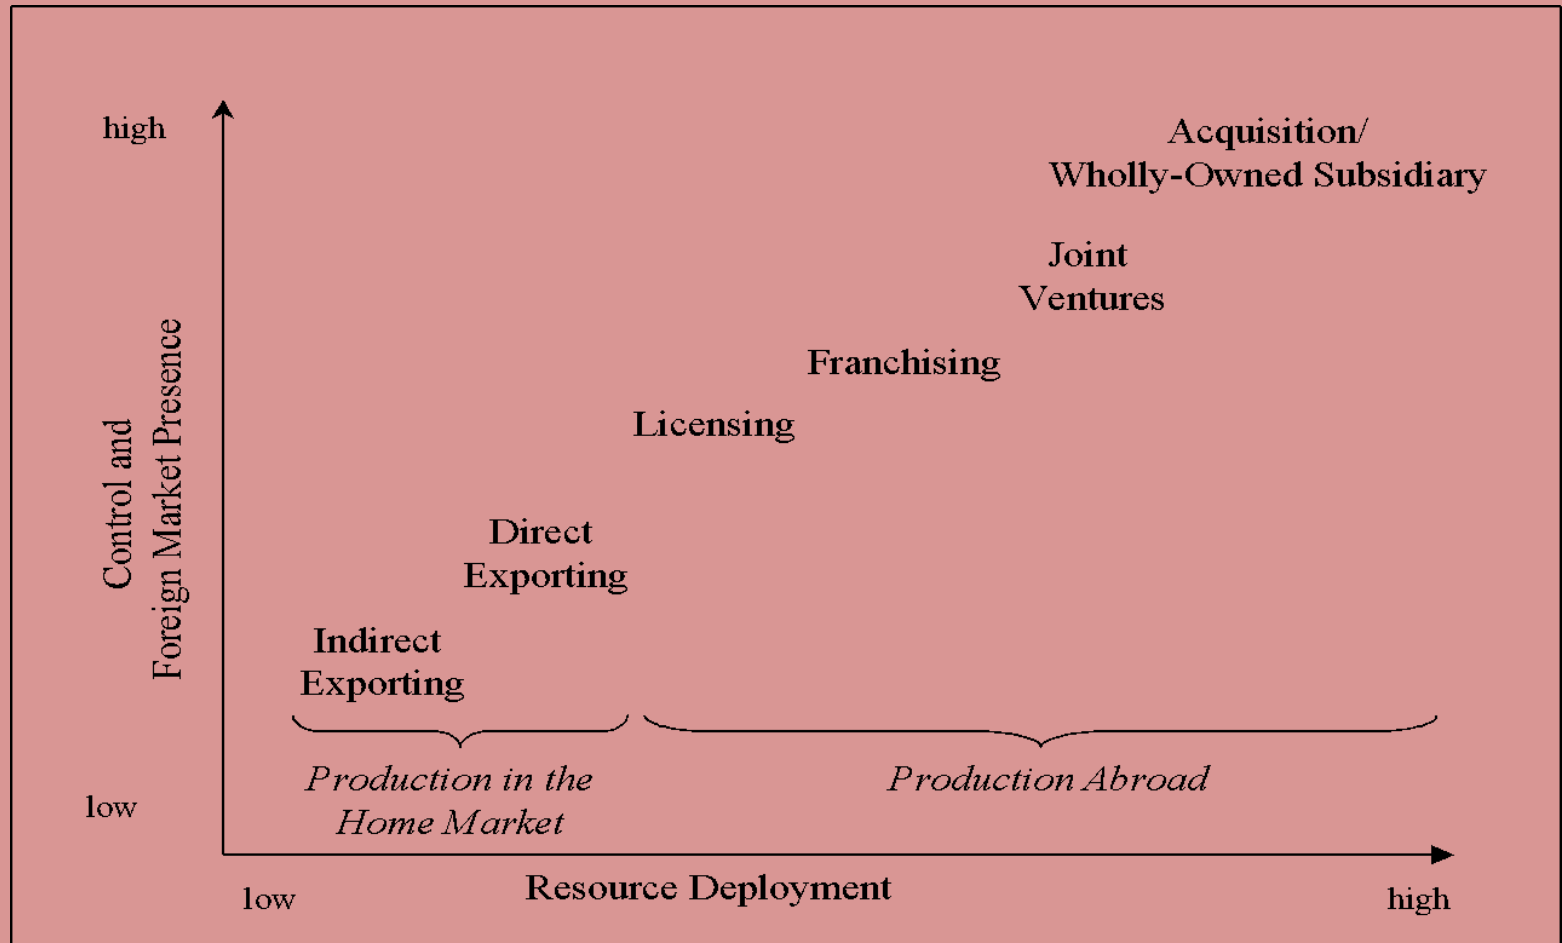 high
Acquisition/
Wholly-Owned Subsidiary
Joint
Ventures
Franchising
Licensing
Control and
Foreign Market Presence
Direct
Exporting
Indirect
Exporting
Production in the
Home Market
Production Abroad
low
low
Resource Deployment
high